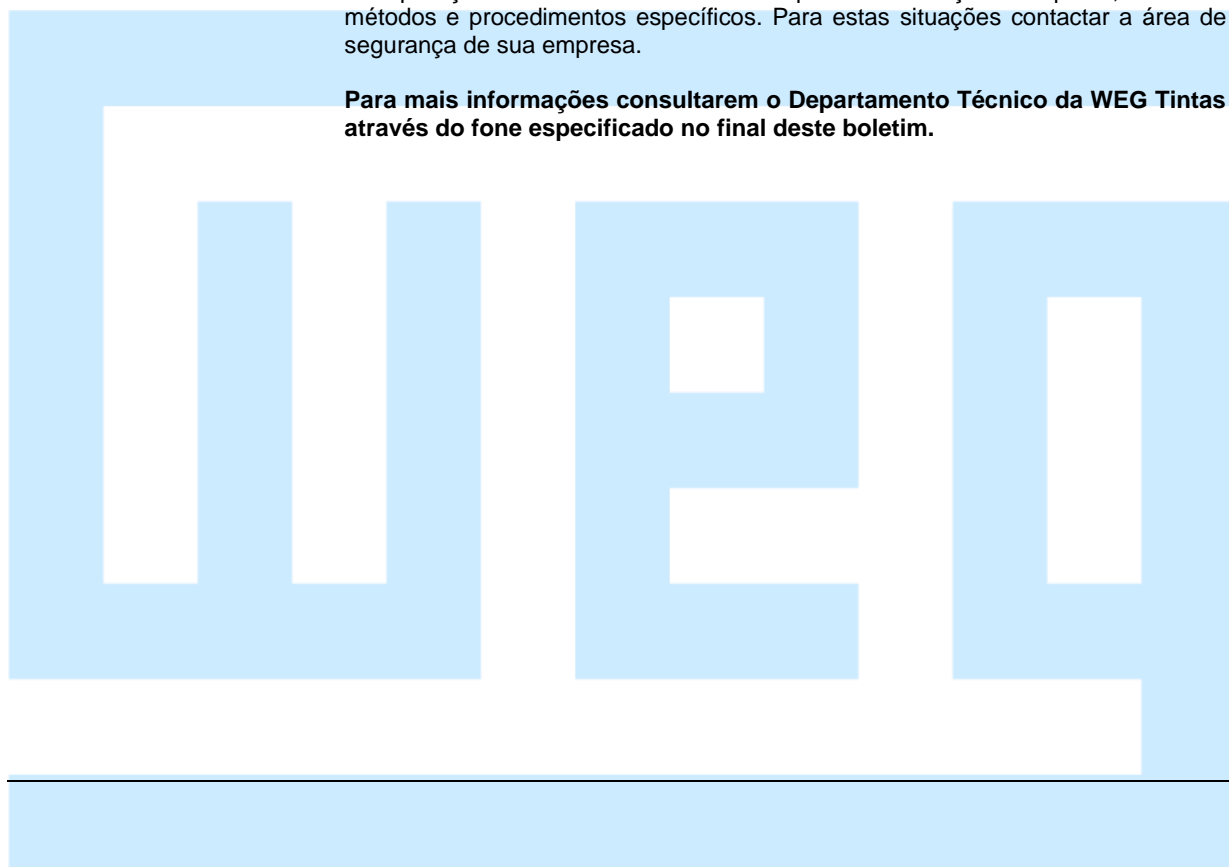 métodos e procedimentos específicos. Para estas situações contactar a área de
segurança de sua empresa.
Para mais informações consultarem o Departamento Técnico da WEG Tintas
através do fone especificado no final deste boletim.
weg